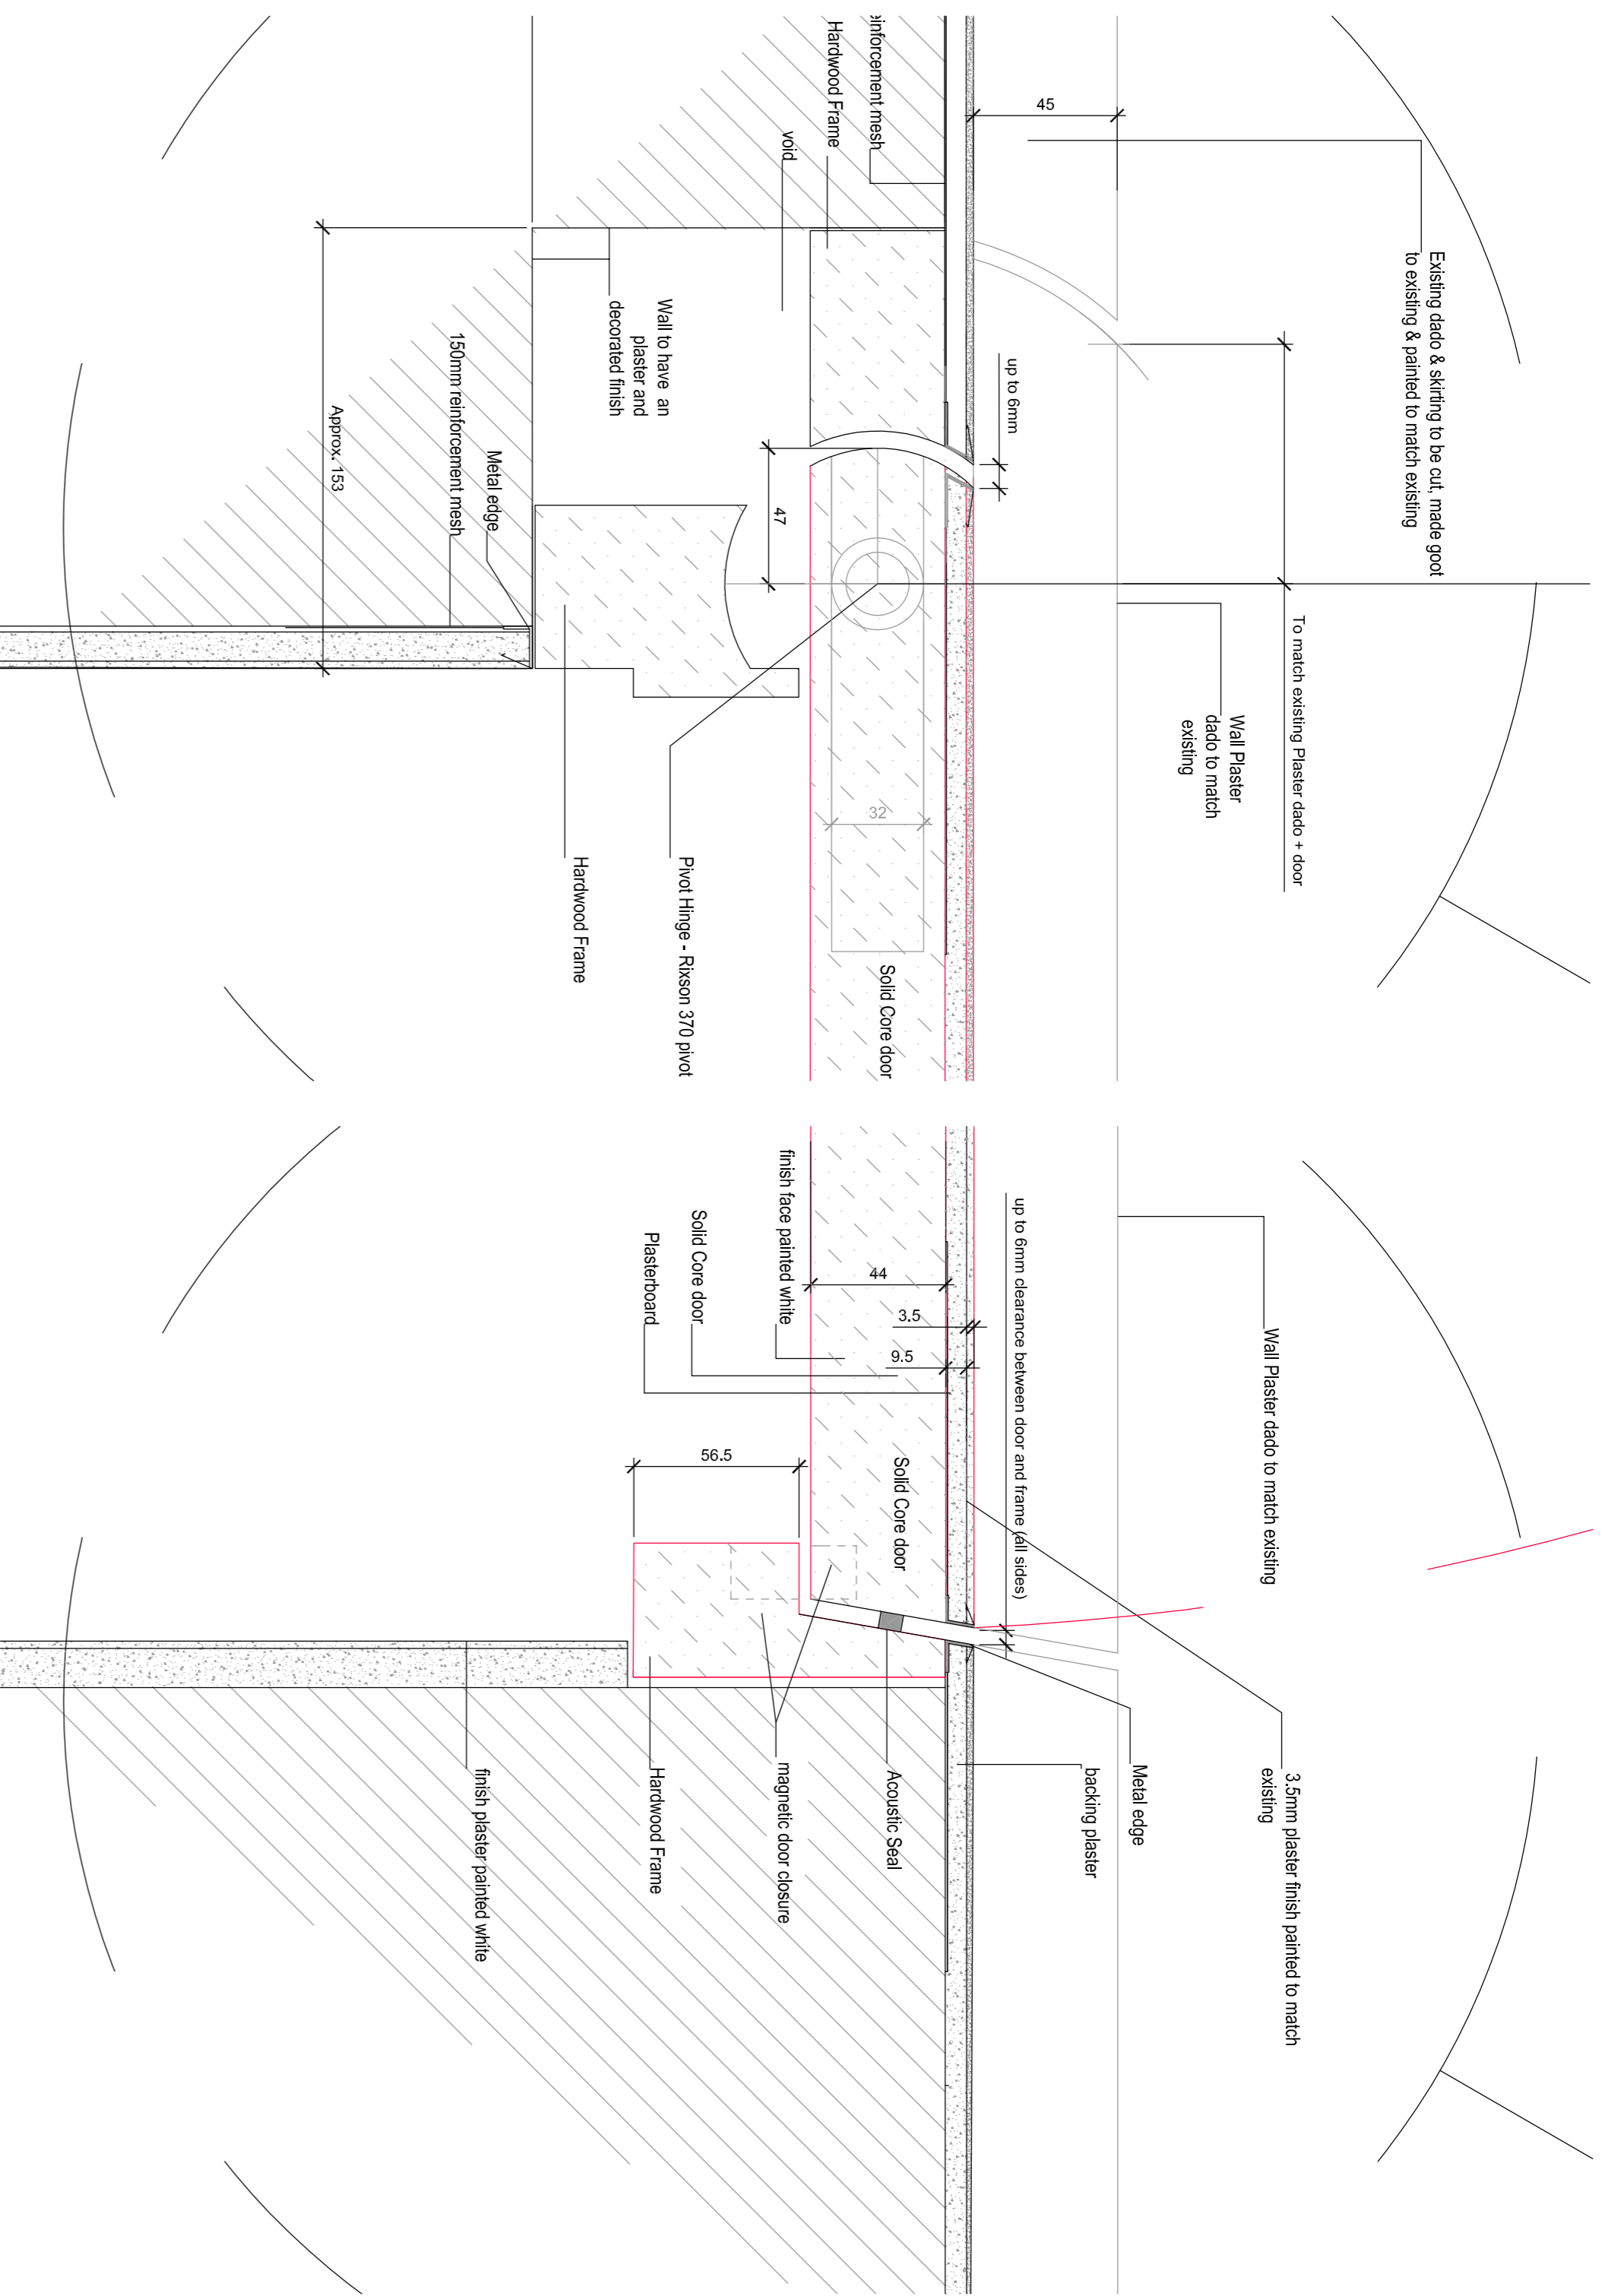 Existing dado & skirting to be cut, made goot
to existing & painted to match existing
45
To match existing Plaster dado + door
Wall Plaster
dado to match
existing
up to 6mm
einforcement mesh
Hardwood Frame
void
Wall to have an
plaster and
decorated finish
47
32
Solid Core door
Pivot Hinge - Rixson 370 pivot
Hardwood Frame
Metal edge
150mm reinforcement mesh
Approx. 153
Wall Plaster dado to match existing
3.5mm plaster finish painted to match
existing
up to 6mm clearance between door and frame (all sides)
Metal edge
backing plaster
44
3.5
9.5
Solid Core door
Acoustic Seal
finish face painted white
magnetic door closure
Solid Core door
Plasterboard
56.5
Hardwood Frame
finish plaster painted white